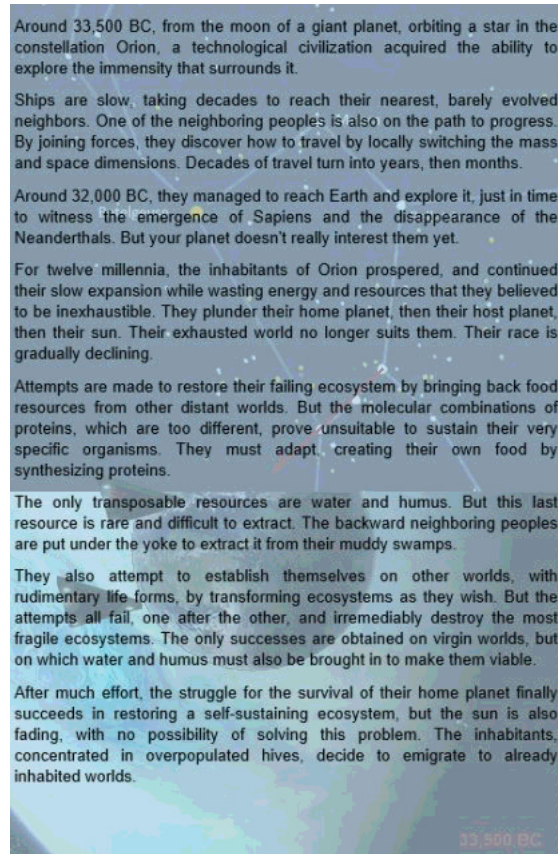 Around 33,500 BC, from the moon of a giant planet, orbiting a star in the
constellation Orion, a technological civilization acquired the ability to
explore the immensity that surrounds it.
Ships are slow, taking decades to reach their nearest, barely evolved
neighbors. One of the neighboring peoples is also on the path to progress.
By joining forces, they discover how to travel by locally switching the mass
and space dimensions. Decades of travel turn into years, then months.
Around 32,000 BC, they managed to reach Earth and explore it, just in time
to witness the emergence of Sapiens and the disappearance of the
Neanderthals. But your planet doesn't really interest them yet.
For twelve millennia, the inhabitants of Orion prospered, and continued
their slow expansion while wasting energy and resources that they believed
to be inexhaustible. They plunder their home planet, then their host planet,
then their sun. Their exhausted world no longer suits them. Their race is
gradually declining.
Attempts are made to restore their failing ecosystem by bringing back food
resources from other distant worlds. But the molecular combinations of
proteins, which are too different, prove unsuitable to sustain their very
specific organisms. They must adapt, creating their own food by
synthesizing proteins.
The only transposable resources are water and humus. But this last
resource is rare and difficult to extract. The backward neighboring peoples
are put under the yoke to extract it from their muddy swamps.
They also attempt to establish themselves on other worlds, with
rudimentary life forms, by transforming ecosystems as they wish. But the
attempts all fail, one after the other, and irremediably destroy the most
fragile ecosystems. The only successes are obtained on virgin worlds, but
on which water and humus must also be brought in to make them viable.
After much effort, the struggle for the survival of their home planet finally
succeeds in restoring a self-sustaining ecosystem, but the sun is also
fading, with no possibility of solving this problem. The inhabitants,
concentrated in overpopulated hives, decide to emigrate to already
inhabited worlds.
33,500 BC